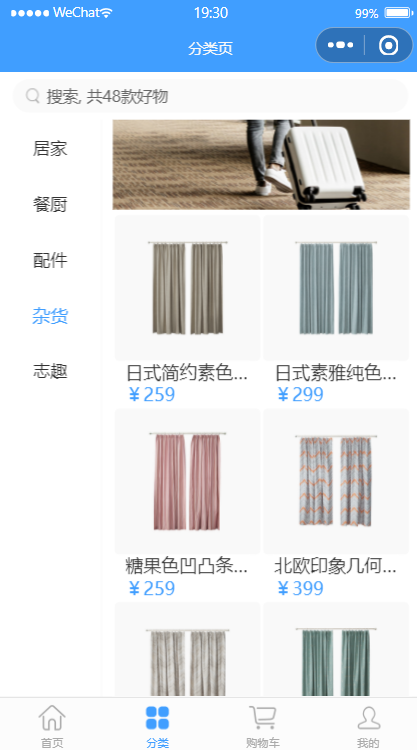 WeChat 19:30 99%
分类页
搜索, 共48款好物
居家
餐厨
配件
杂货
志趣
日式简约素色... 日式素雅纯色...
¥259 ¥299
糖果色凹凸条... 北欧印象几何...
¥259 ¥399
首页 分类 购物车 我的